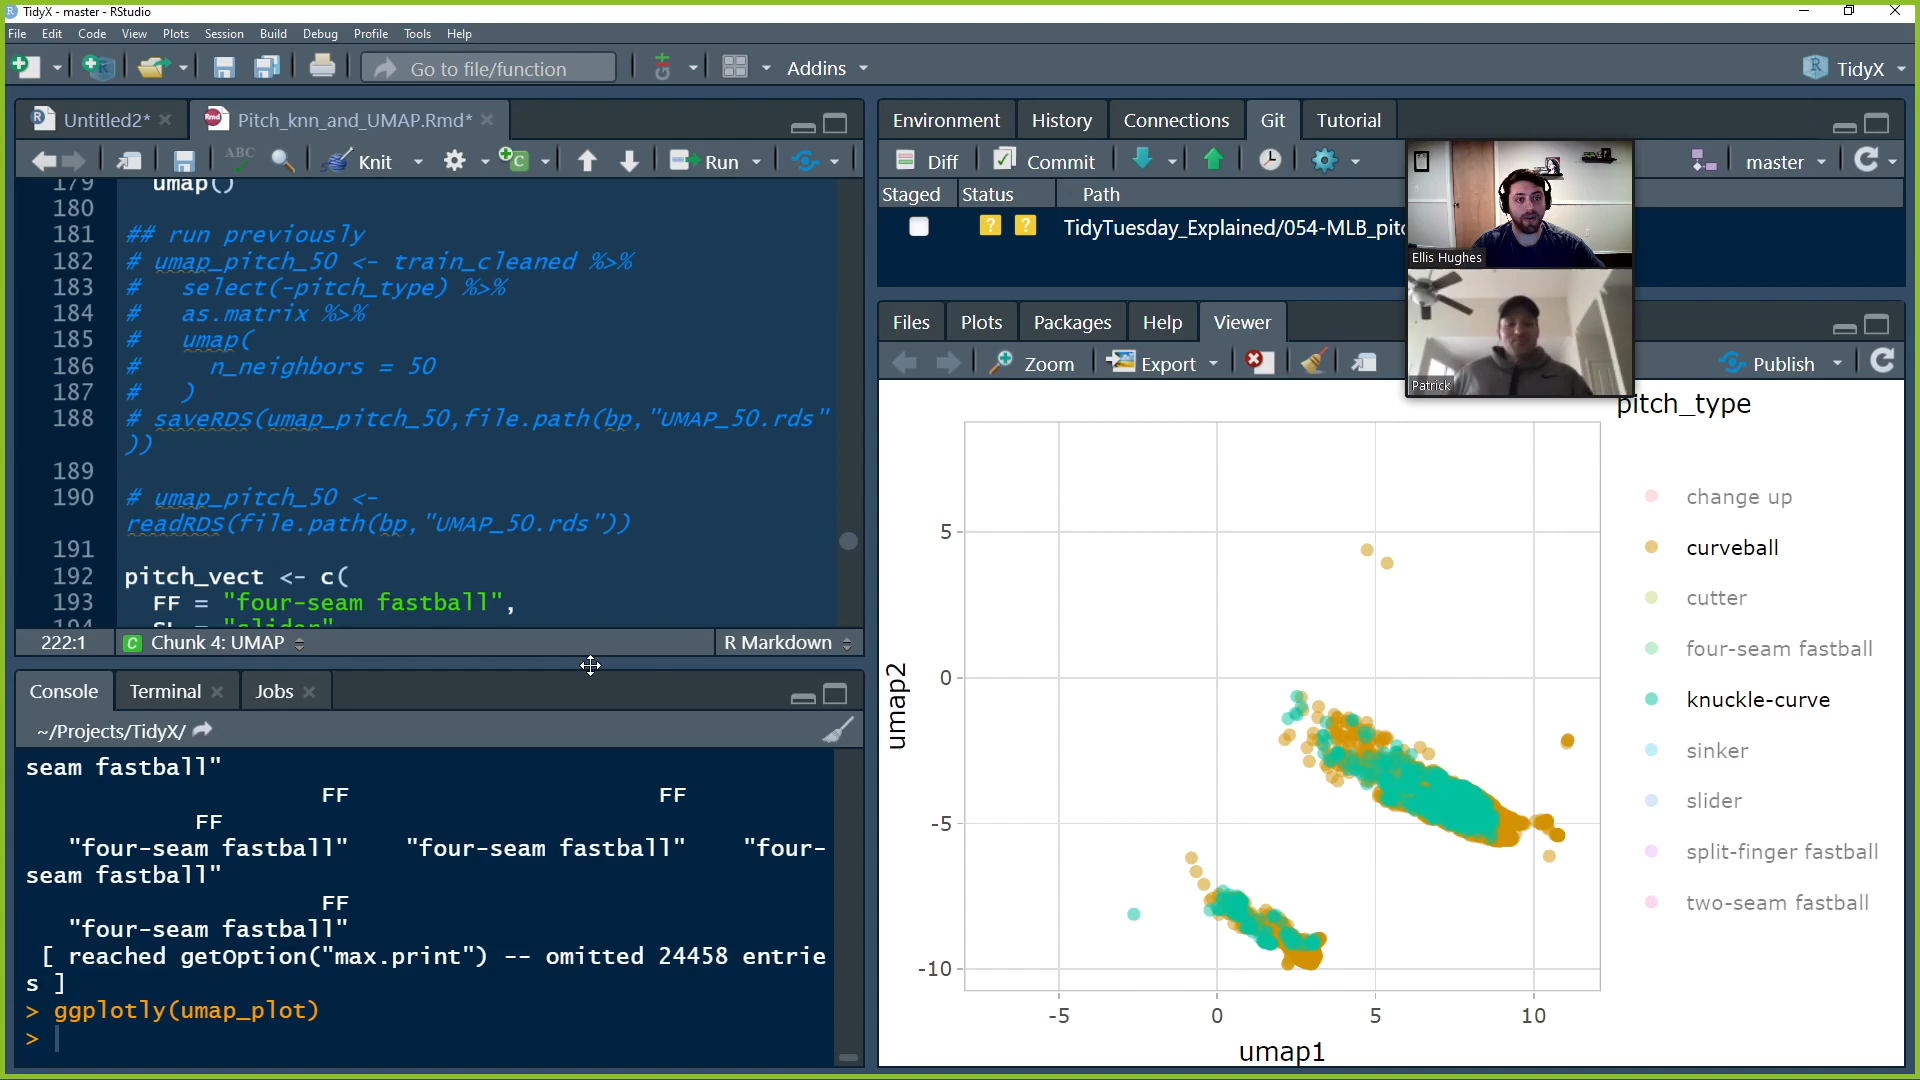 TidyX - master - RStudio
File Edit Code View Plots Session Build Debug Profile Tools Help
Go to file/function
Addins
TidyX
Untitled2*
Pitch_knn_and_UMAP.Rmd*
ABC
Knit
Run
179 umap()
180
181 ## run previously
182 # umap_pitch_50 <- train_cleaned %>%
183 #   select(-pitch_type) %>%
184 #   as.matrix %>%
185 #   umap(
186 #     n_neighbors = 50
187 #   )
188 # saveRDS(umap_pitch_50,file.path(bp,"UMAP_50.rds"
))
189
190 # umap_pitch_50 <-
readRDS(file.path(bp,"UMAP_50.rds"))
191
192 pitch_vect <- c(
193   FF = "four-seam fastball",
194   SL = "slider"
222:1
Chunk 4: UMAP
R Markdown
Console Terminal Jobs
~/Projects/TidyX/
seam fastball"
FF FF
FF
"four-seam fastball" "four-seam fastball" "four-
seam fastball"
FF
"four-seam fastball"
[ reached getOption("max.print") -- omitted 24458 entrie
s ]
> ggplotly(umap_plot)
>
Environment History Connections Git Tutorial
Diff Commit master
Staged Status Path
? ? TidyTuesday_Explained/054-MLB_pitc
Ellis Hughes
Patrick
Files Plots Packages Help Viewer
Zoom Export Publish
pitch_type
change up
curveball
cutter
four-seam fastball
knuckle-curve
sinker
slider
split-finger fastball
two-seam fastball
umap2
5
0
-5
-10
-5 0 5 10
umap1